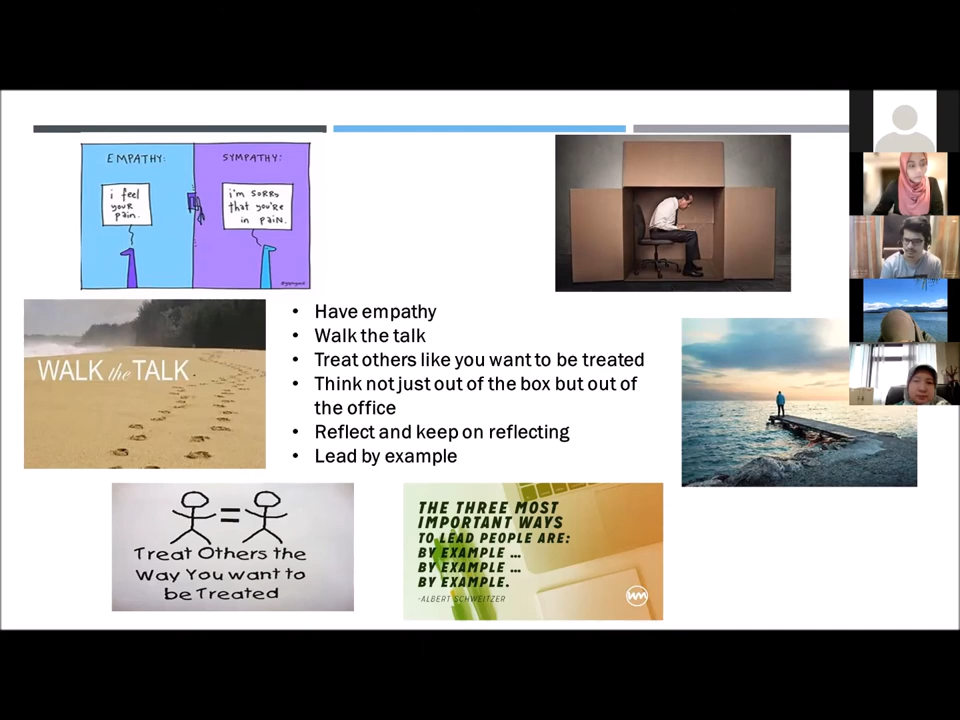 EMPATHY:
SYMPATHY:
i feel
your
pain.
i'm sorry
that you're
in pain.
WALK the TALK
• Have empathy
• Walk the talk
• Treat others like you want to be treated
• Think not just out of the box but out of
the office
• Reflect and keep on reflecting
• Lead by example
Treat Others the
Way You want to
be Treated
THE THREE MOST
IMPORTANT WAYS
TO LEAD PEOPLE ARE:
BY EXAMPLE ...
BY EXAMPLE ...
BY EXAMPLE.
-ALBERT SCHWEITZER